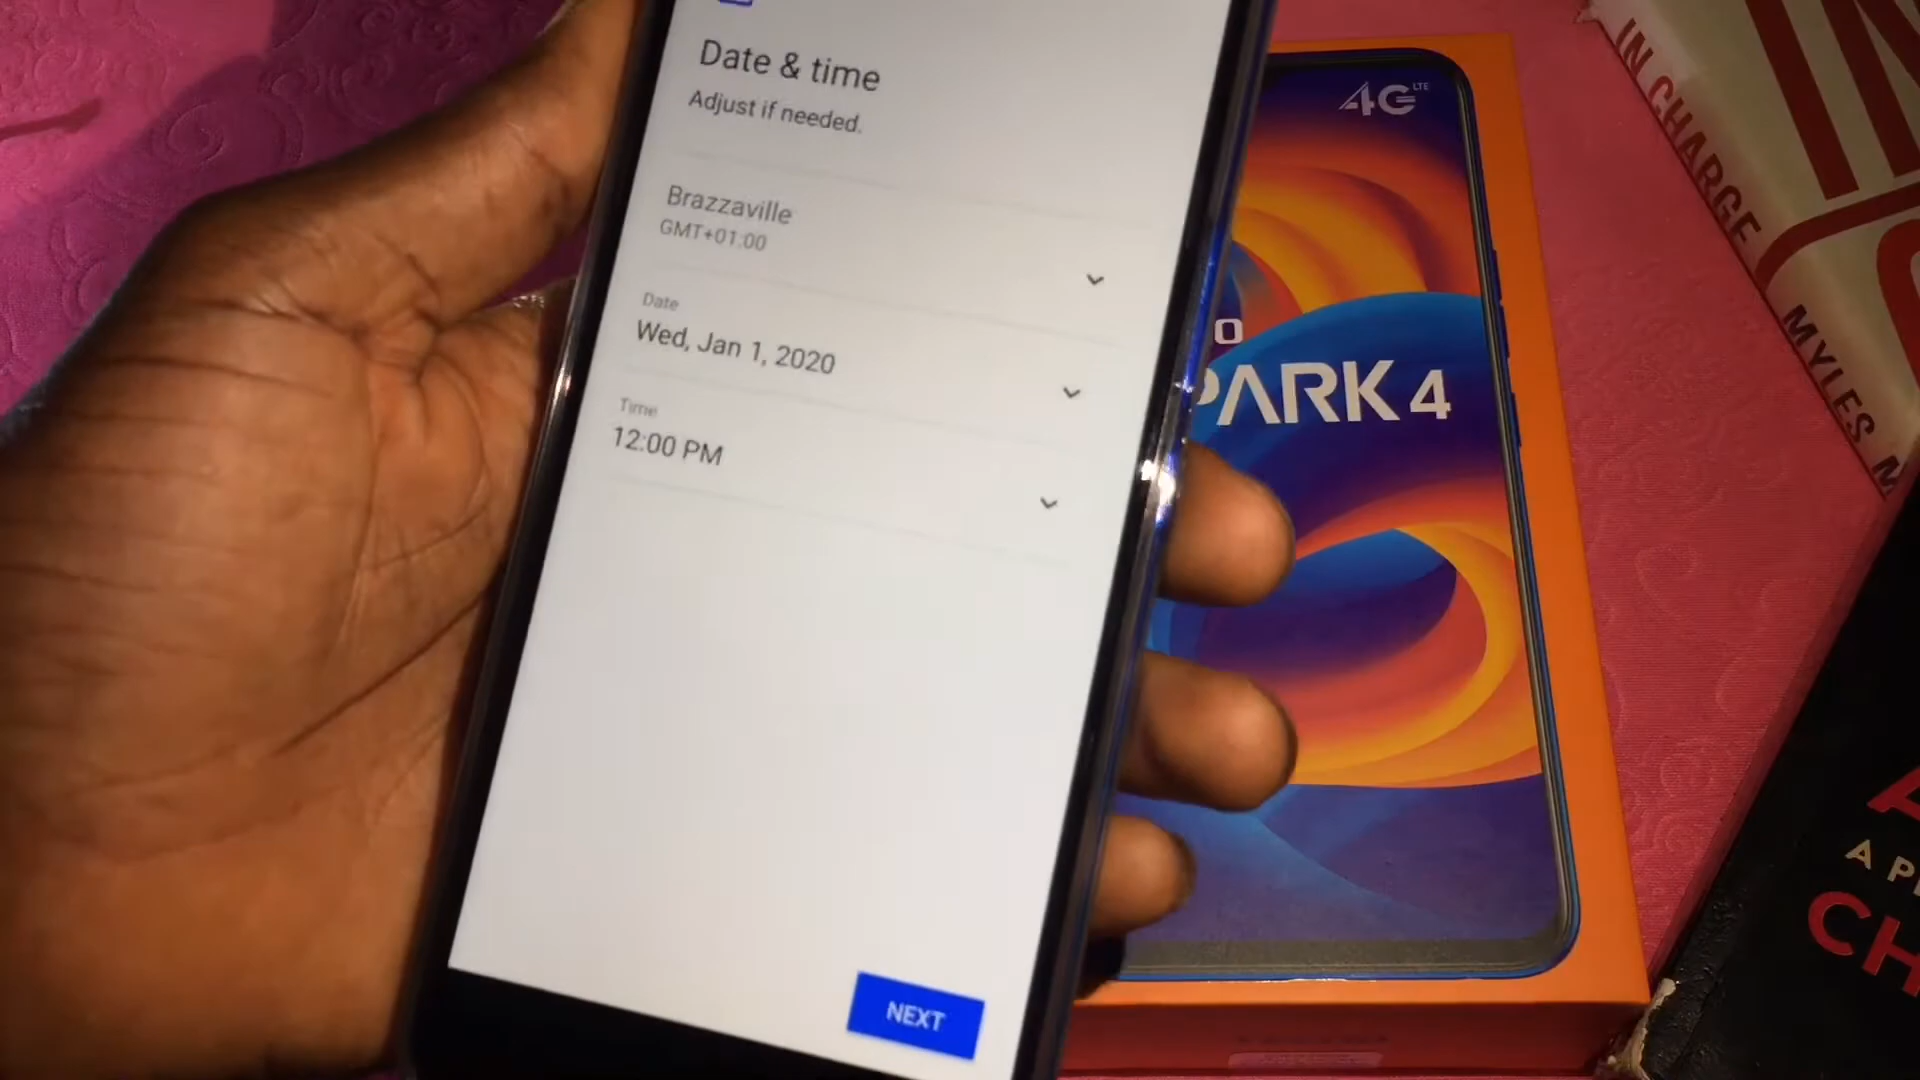 Date & time
Adjust if needed.
Brazzaville
GMT+01:00
Date
Wed, Jan 1, 2020
Time
12:00 PM
NEXT
4G LTE
O
PARK 4
IN CHARGE
MYLES M
A P
CH